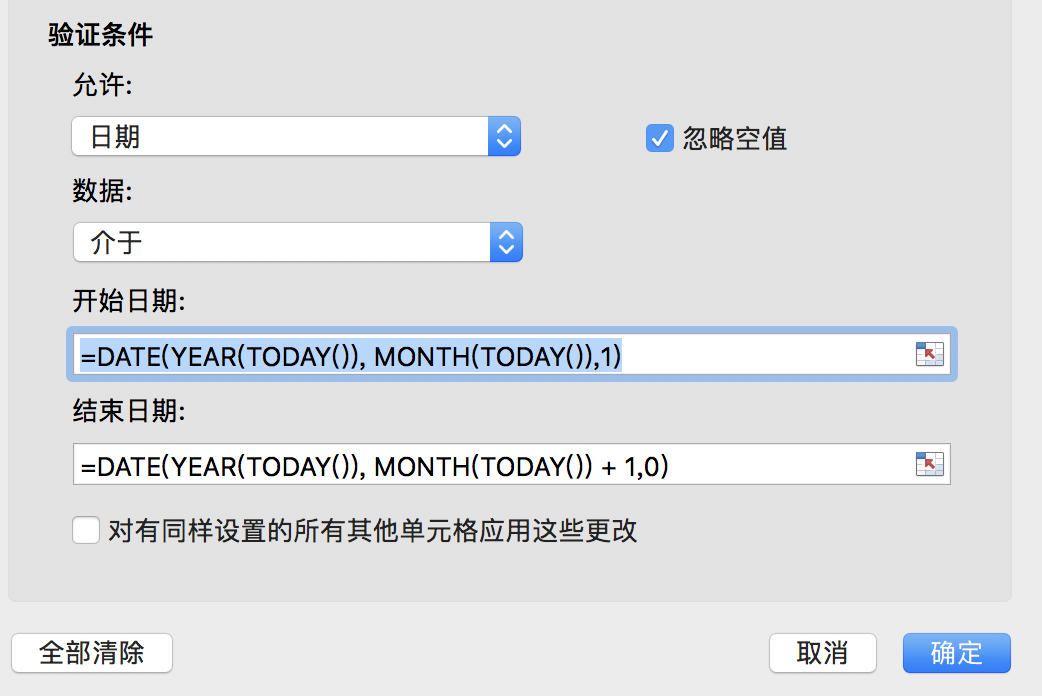 验证条件
允许:
日期
忽略空值
数据:
介于
开始日期:
=DATE(YEAR(TODAY()), MONTH(TODAY()),1)
结束日期:
=DATE(YEAR(TODAY()), MONTH(TODAY()) + 1,0)
对有同样设置的所有其他单元格应用这些更改
全部清除
取消
确定